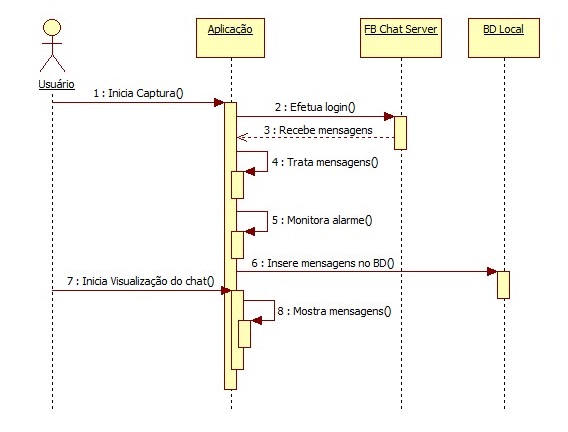 Aplicação
FB Chat Server
BD Local
Usuário
1 : Inicia Captura()
2 : Efetua login()
3 : Recebe mensagens
4 : Trata mensagens()
5 : Monitora alarme()
6 : Insere mensagens no BD()
7 : Inicia Visualização do chat()
8 : Mostra mensagens()